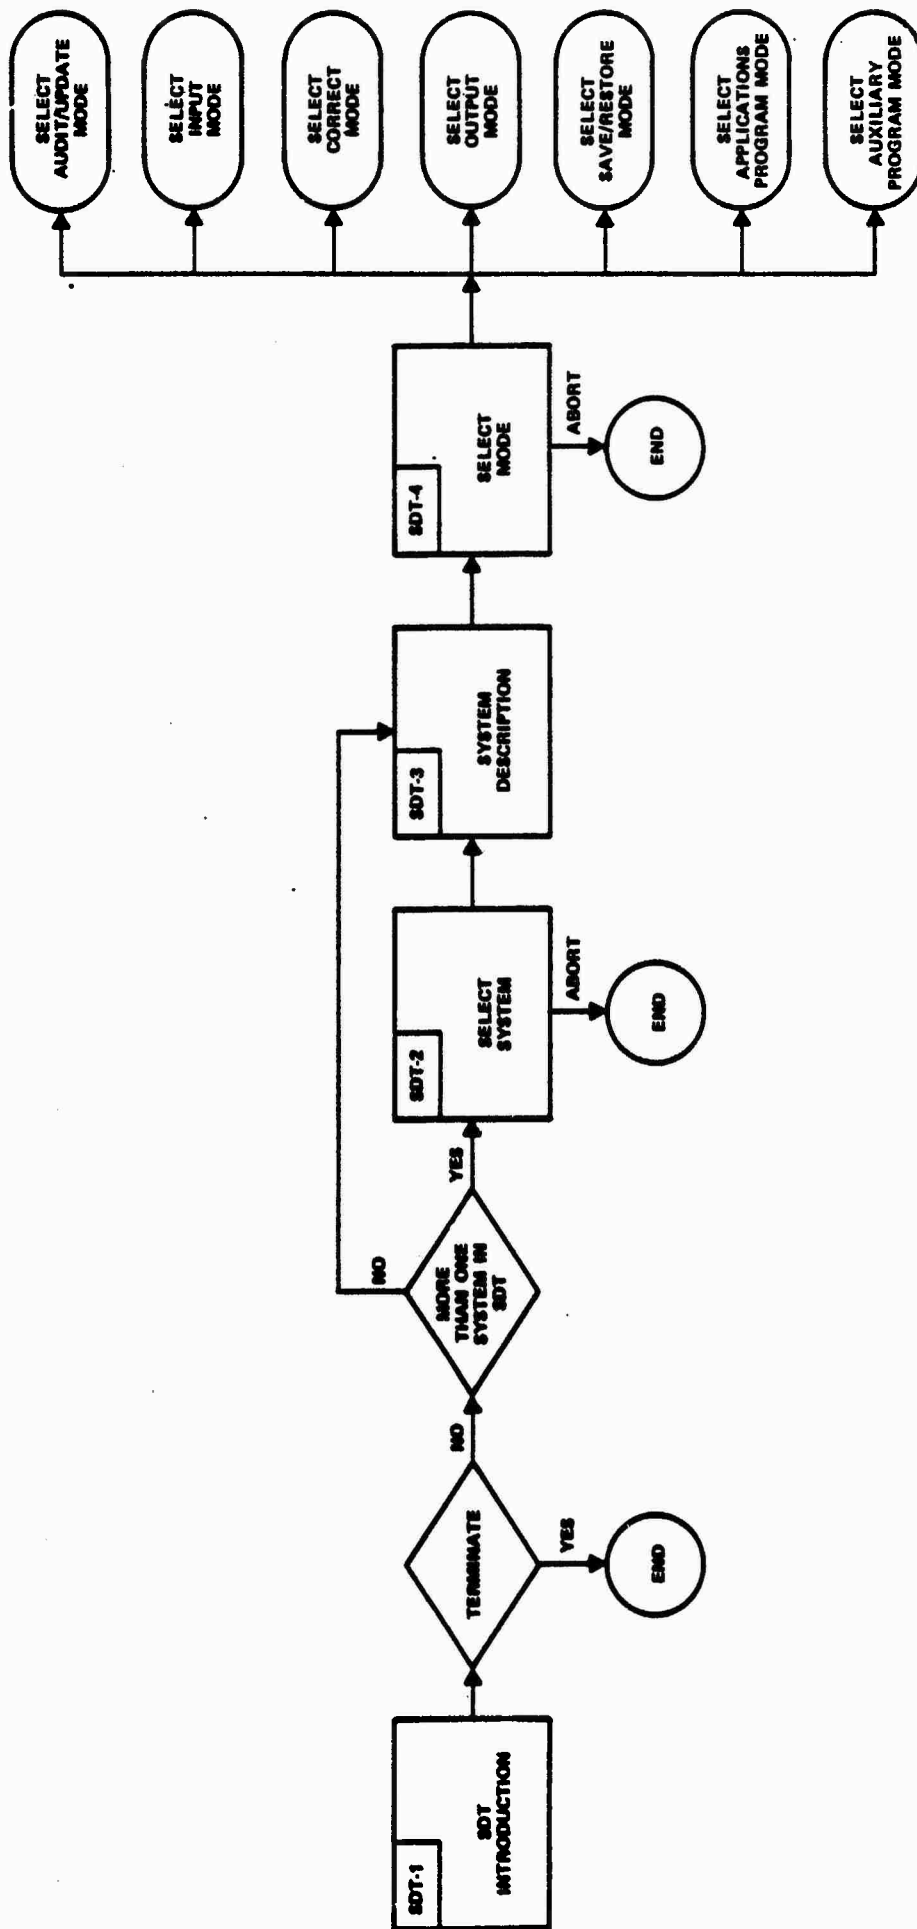 SDT-1
SDT
INTRODUCTION
TERMINATE
YES
END
NO
MORE
THAN ONE
SYSTEM IN
SDT
NO
YES
SDT-2
SELECT
SYSTEM
ABORT
END
SDT-3
SYSTEM
DESCRIPTION
SDT-4
SELECT
MODE
ABORT
END
SELECT
AUDIT/UPDATE
MODE
SELECT
INPUT
MODE
SELECT
CORRECT
MODE
SELECT
OUTPUT
MODE
SELECT
SAVE/RESTORE
MODE
SELECT
APPLICATIONS
PROGRAM MODE
SELECT
AUXILIARY
PROGRAM MODE